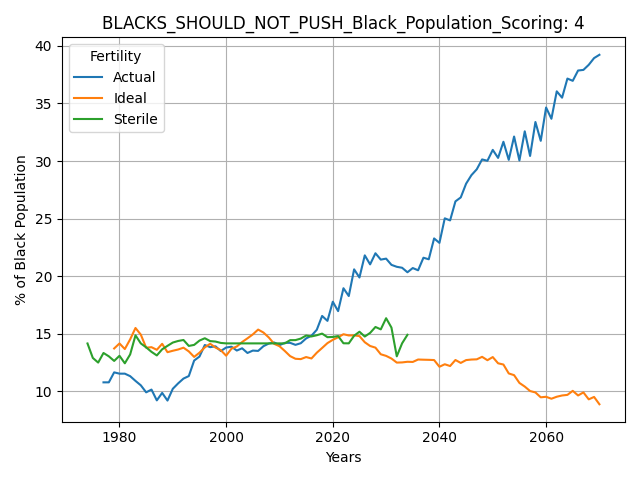 BLACKS_SHOULD_NOT_PUSH_Black_Population_Scoring: 4
Fertility
Actual
Ideal
Sterile
% of Black Population
40
35
30
25
20
15
10
1980
2000
2020
2040
2060
Years